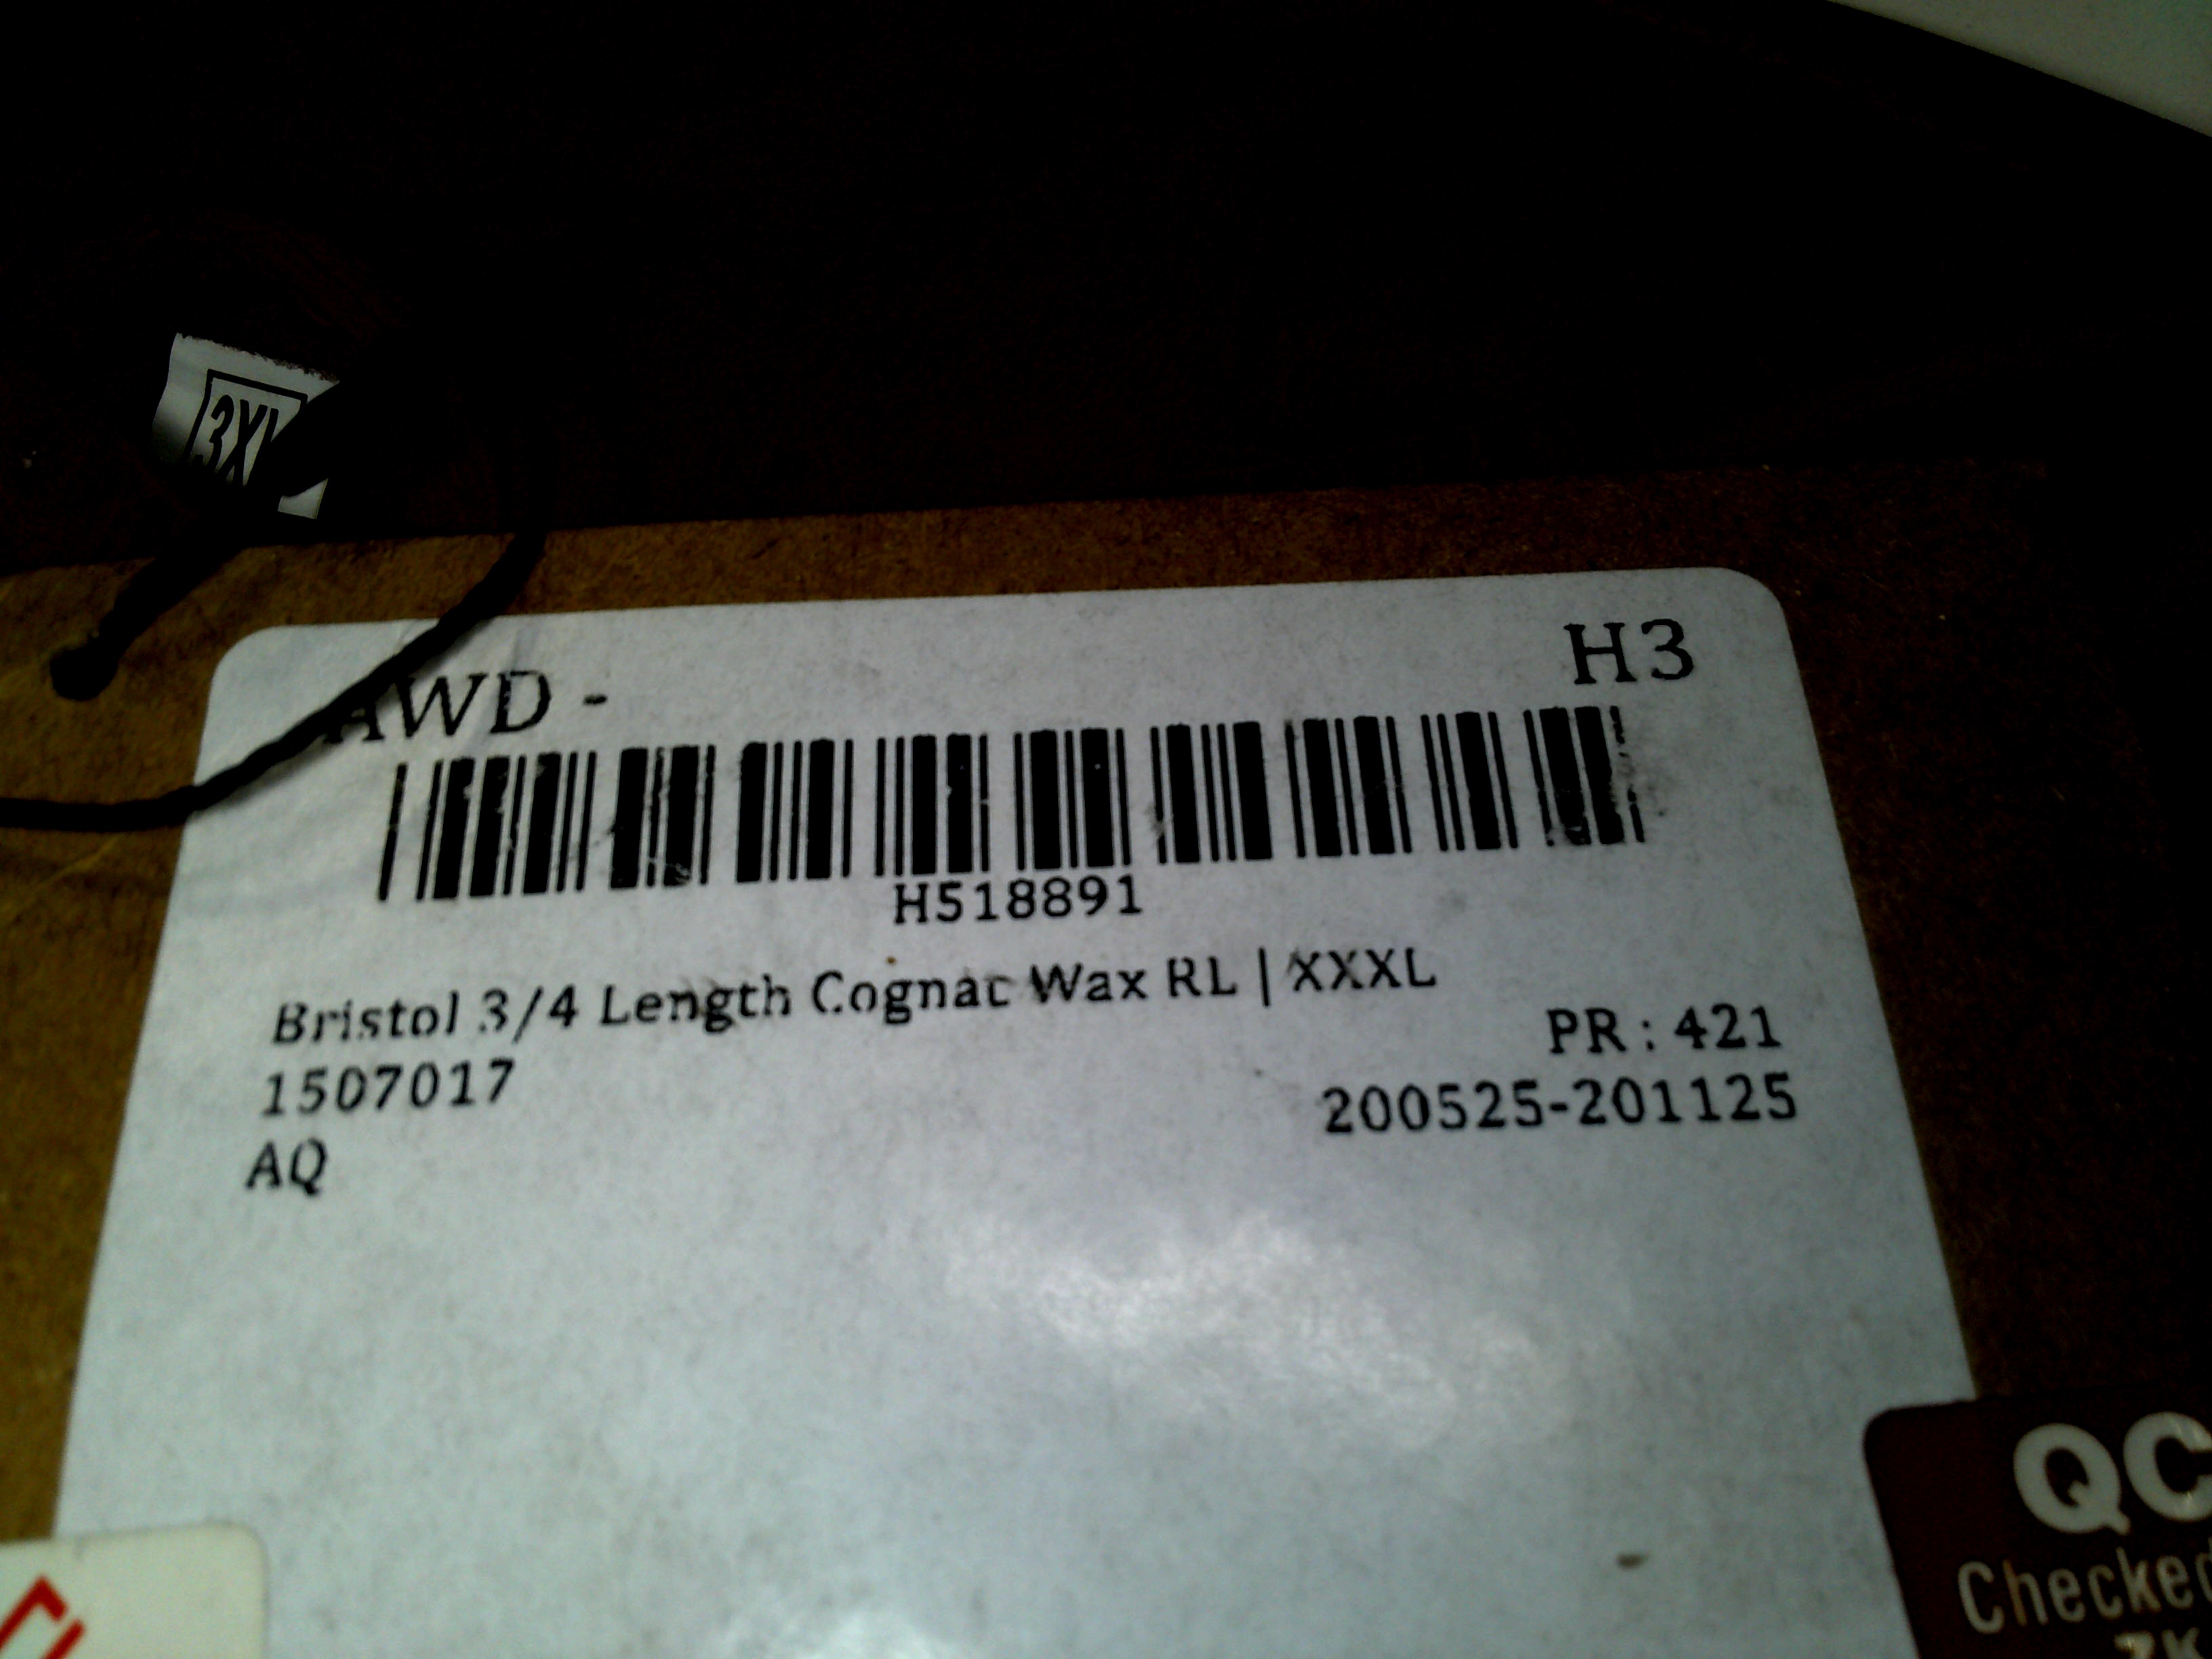 3XL
AWD -
H3
H518891
Bristol 3/4 Length Cognac Wax RL | XXXL
PR : 421
1507017
200525-201125
AQ
QC
Checked